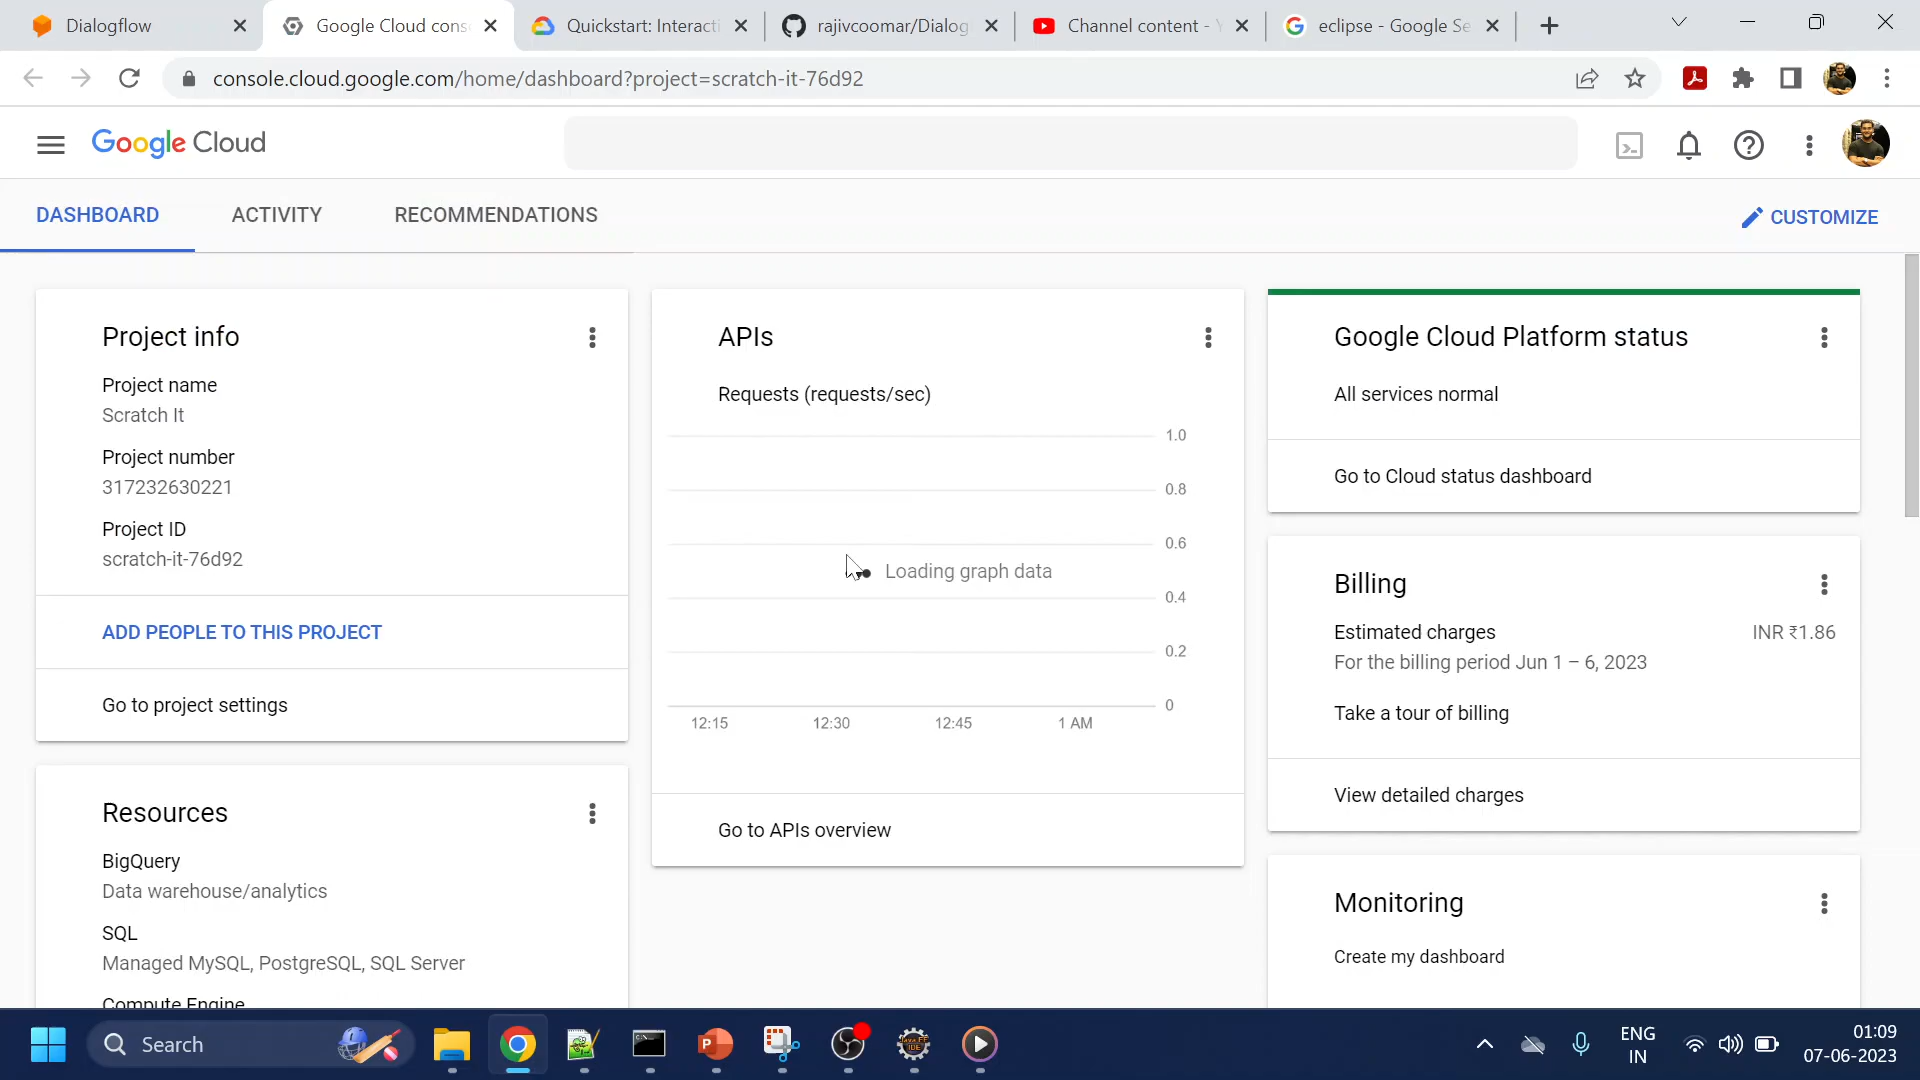 Dialogflow
Google Cloud cons
Quickstart: Interacti
rajivcoomar/Dialog
Channel content - Y
eclipse - Google Se
console.cloud.google.com/home/dashboard?project=scratch-it-76d92
Google Cloud
DASHBOARD
ACTIVITY
RECOMMENDATIONS
CUSTOMIZE
Project info
Project name
Scratch It
Project number
317232630221
Project ID
scratch-it-76d92
ADD PEOPLE TO THIS PROJECT
Go to project settings
Resources
BigQuery
Data warehouse/analytics
SQL
Managed MySQL, PostgreSQL, SQL Server
Compute Engine
APIs
Requests (requests/sec)
1.0
0.8
0.6
Loading graph data
0.4
0.2
0
12:15 12:30 12:45 1 AM
Go to APIs overview
Google Cloud Platform status
All services normal
Go to Cloud status dashboard
Billing
Estimated charges INR ₹1.86
For the billing period Jun 1 – 6, 2023
Take a tour of billing
View detailed charges
Monitoring
Create my dashboard
Search
ENG
IN
01:09
07-06-2023